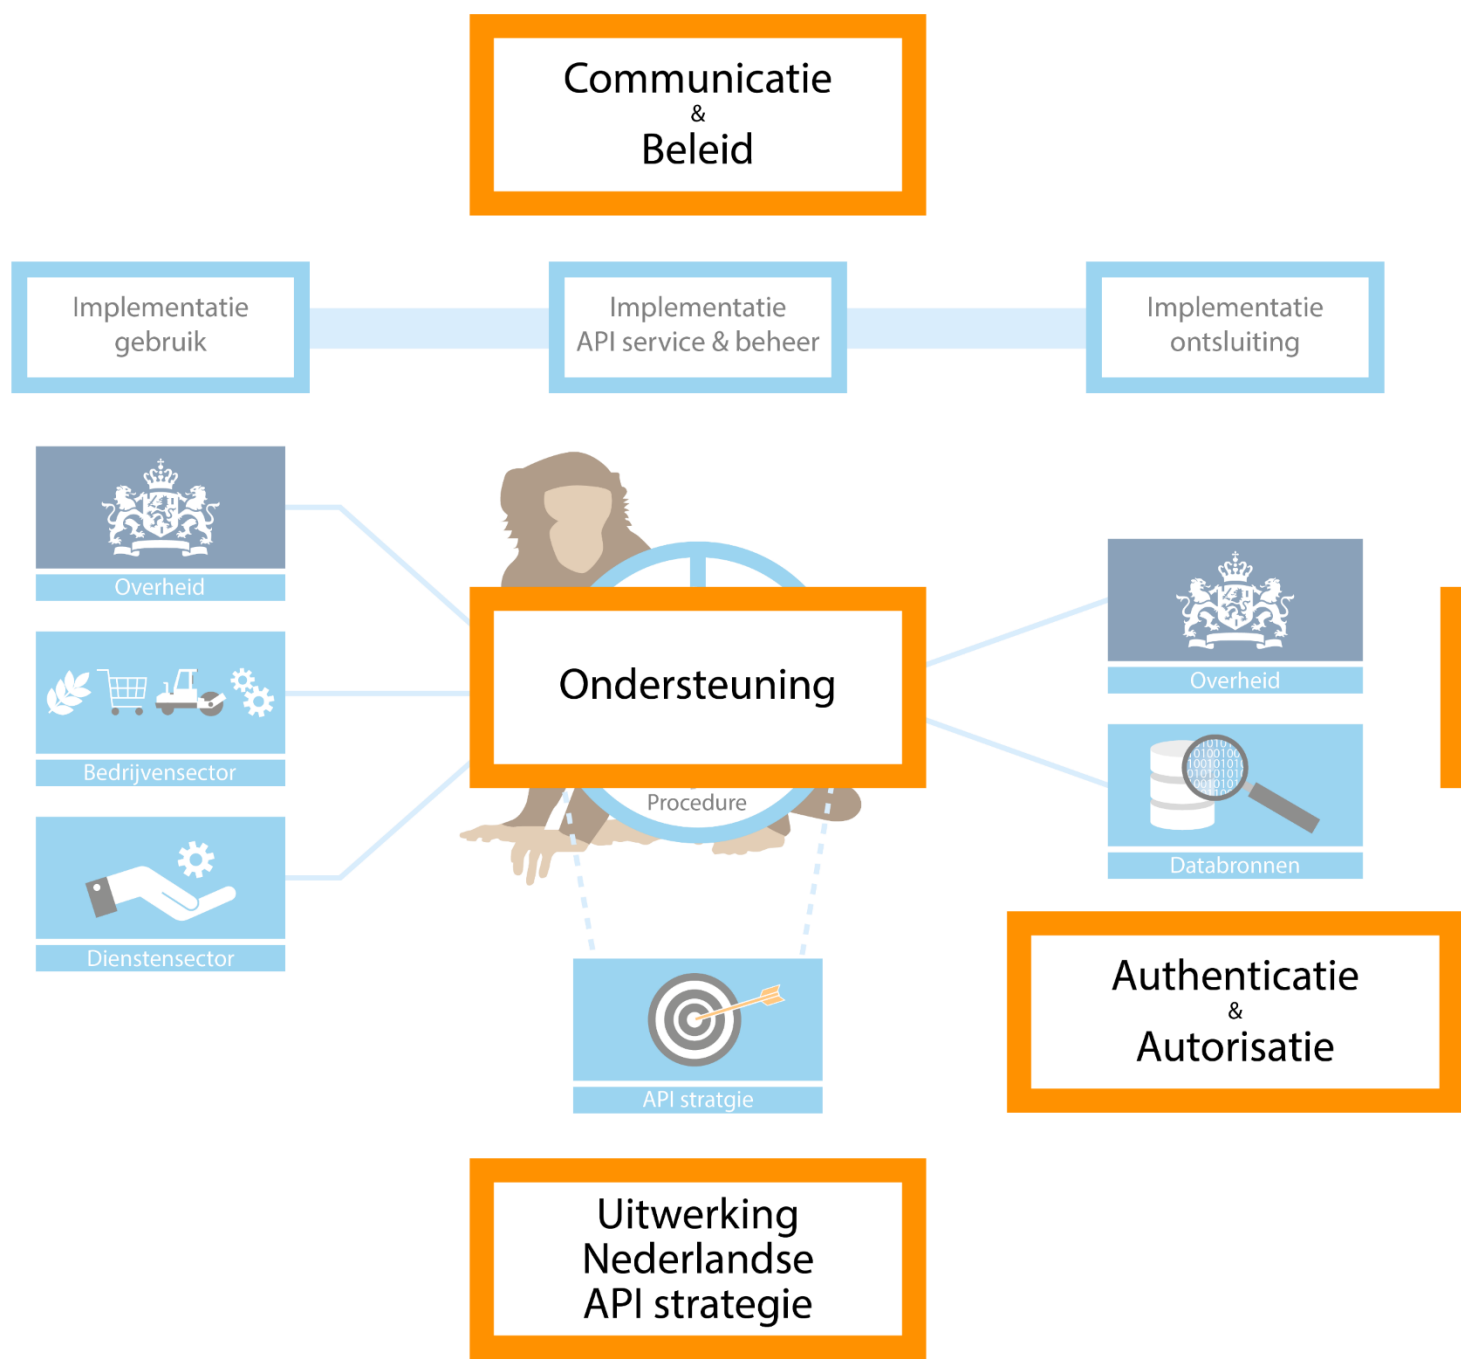 Communicatie
&
Beleid
Implementatie
gebruik
Implementatie
API service & beheer
Implementatie
ontsluiting
Overheid
Bedrijvensector
Dienstensector
Ondersteuning
Procedure
API stratgie
Overheid
Databronnen
Authenticatie
&
Autorisatie
Uitwerking
Nederlandse
API strategie